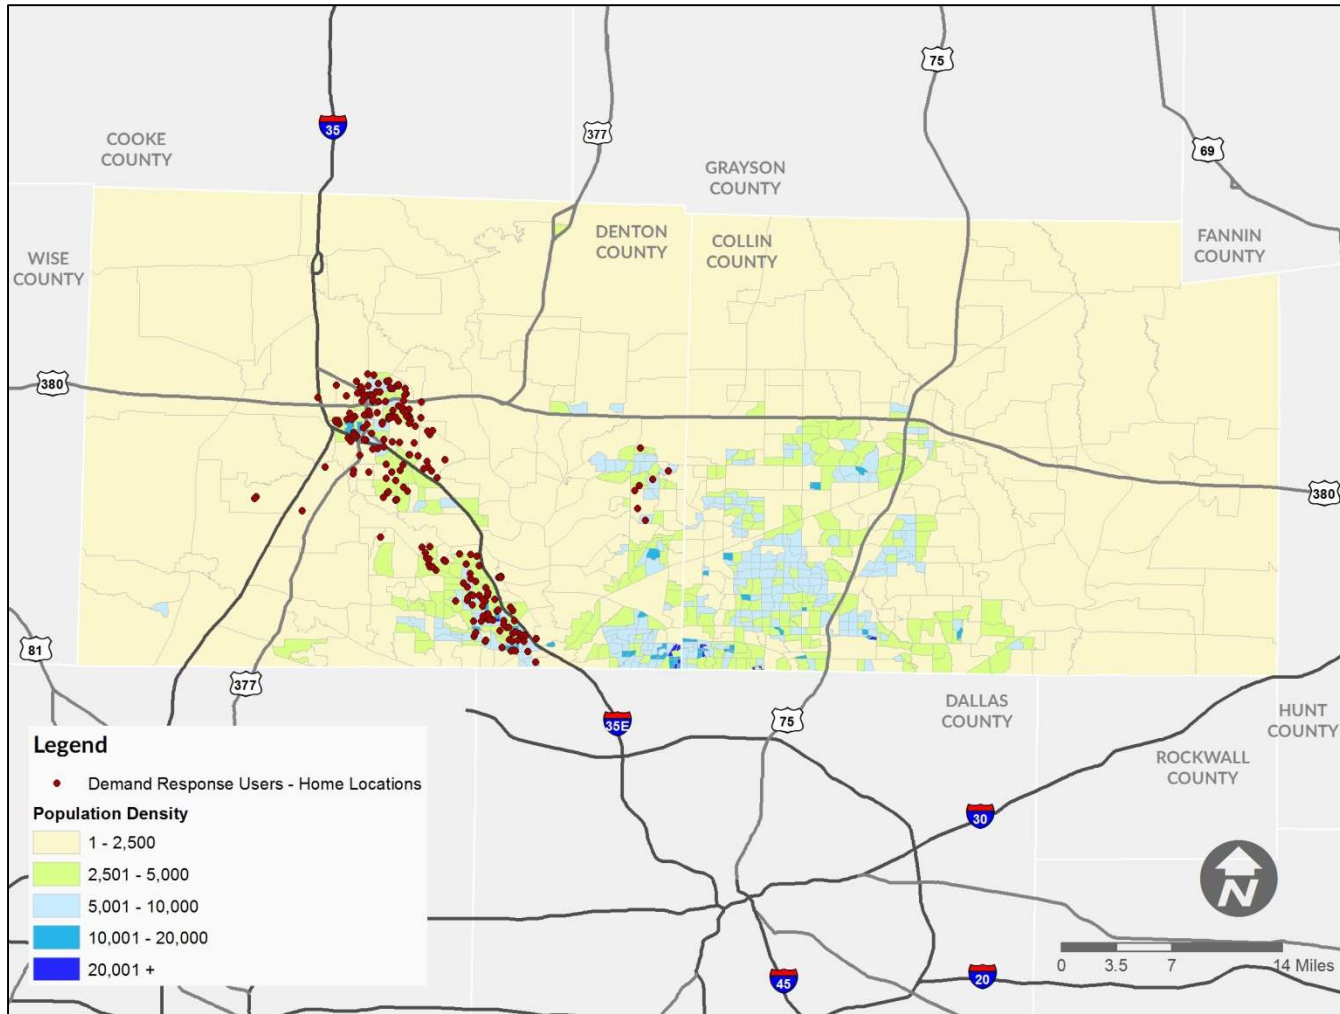 75
35
377
COOKE
COUNTY
69
GRAYSON
COUNTY
DENTON
COUNTY
COLLIN
COUNTY
FANNIN
COUNTY
WISE
COUNTY
380
380
81
377
DALLAS
COUNTY
HUNT
COUNTY
35E
75
ROCKWALL
COUNTY
Legend
Demand Response Users - Home Locations
Population Density
1 - 2,500
2,501 - 5,000
5,001 - 10,000
10,001 - 20,000
20,001 +
30
N
0 3.5 7 14 Miles
45
20